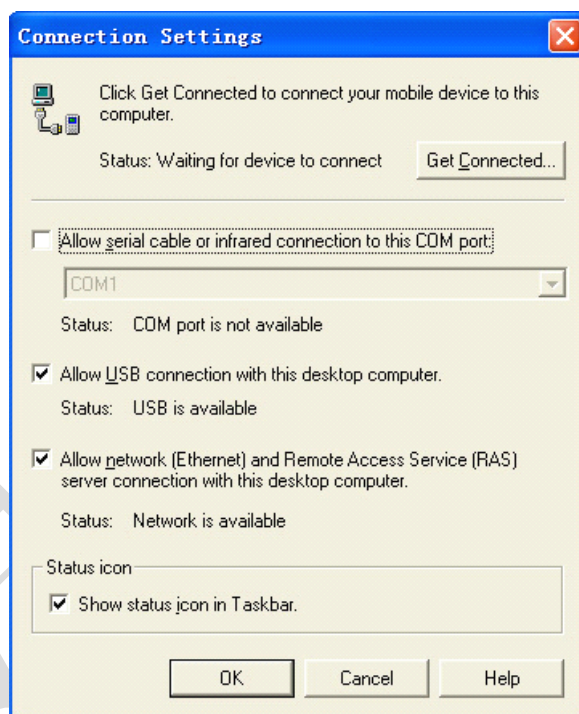 Connection Settings
Click Get Connected to connect your mobile device to this
computer.
Status: Waiting for device to connect
Get Connected...
Allow serial cable or infrared connection to this COM port:
COM1
Status: COM port is not available
Allow USB connection with this desktop computer.
Status: USB is available
Allow network (Ethernet) and Remote Access Service (RAS)
server connection with this desktop computer.
Status: Network is available
Status icon
Show status icon in Taskbar.
OK Cancel Help